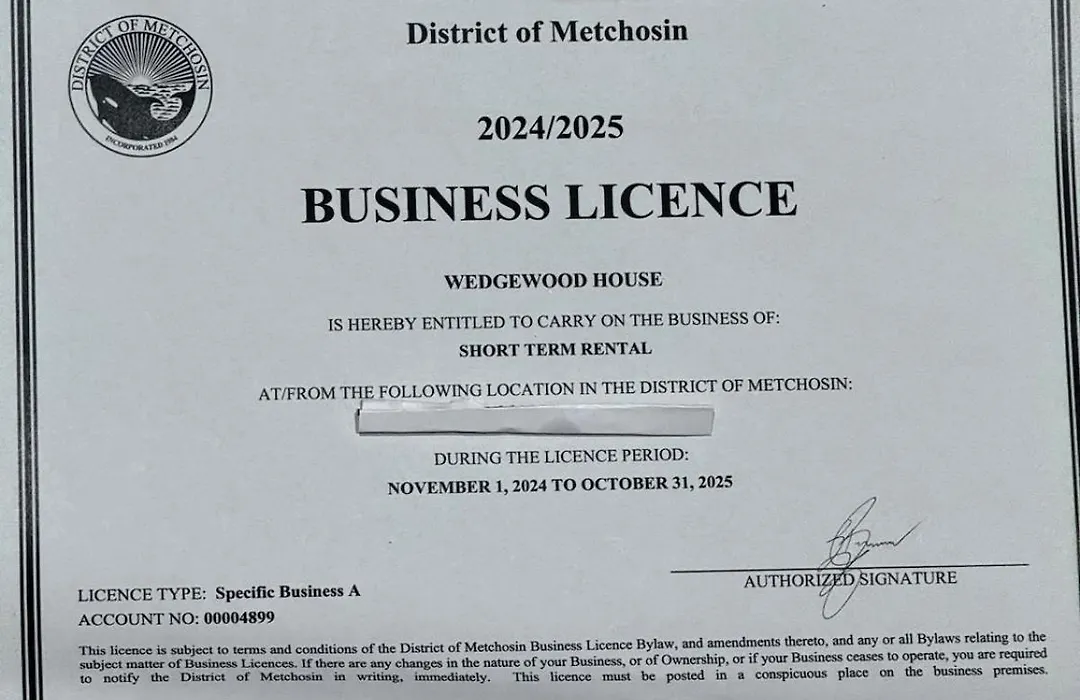 DISTRICT OF METCHOSIN
INCORPORATED 1984
District of Metchosin
2024/2025
BUSINESS LICENCE
WEDGEWOOD HOUSE
IS HEREBY ENTITLED TO CARRY ON THE BUSINESS OF:
SHORT TERM RENTAL
AT/FROM THE FOLLOWING LOCATION IN THE DISTRICT OF METCHOSIN:
DURING THE LICENCE PERIOD:
NOVEMBER 1, 2024 TO OCTOBER 31, 2025
AUTHORIZED SIGNATURE
LICENCE TYPE: Specific Business A
ACCOUNT NO: 00004899
This licence is subject to terms and conditions of the District of Metchosin Business Licence Bylaw, and amendments thereto, and any or all Bylaws relating to the
subject matter of Business Licences. If there are any changes in the nature of your Business, or of Ownership, or if your Business ceases to operate, you are required
to notify the District of Metchosin in writing, immediately. This licence must be posted in a conspicuous place on the business premises.